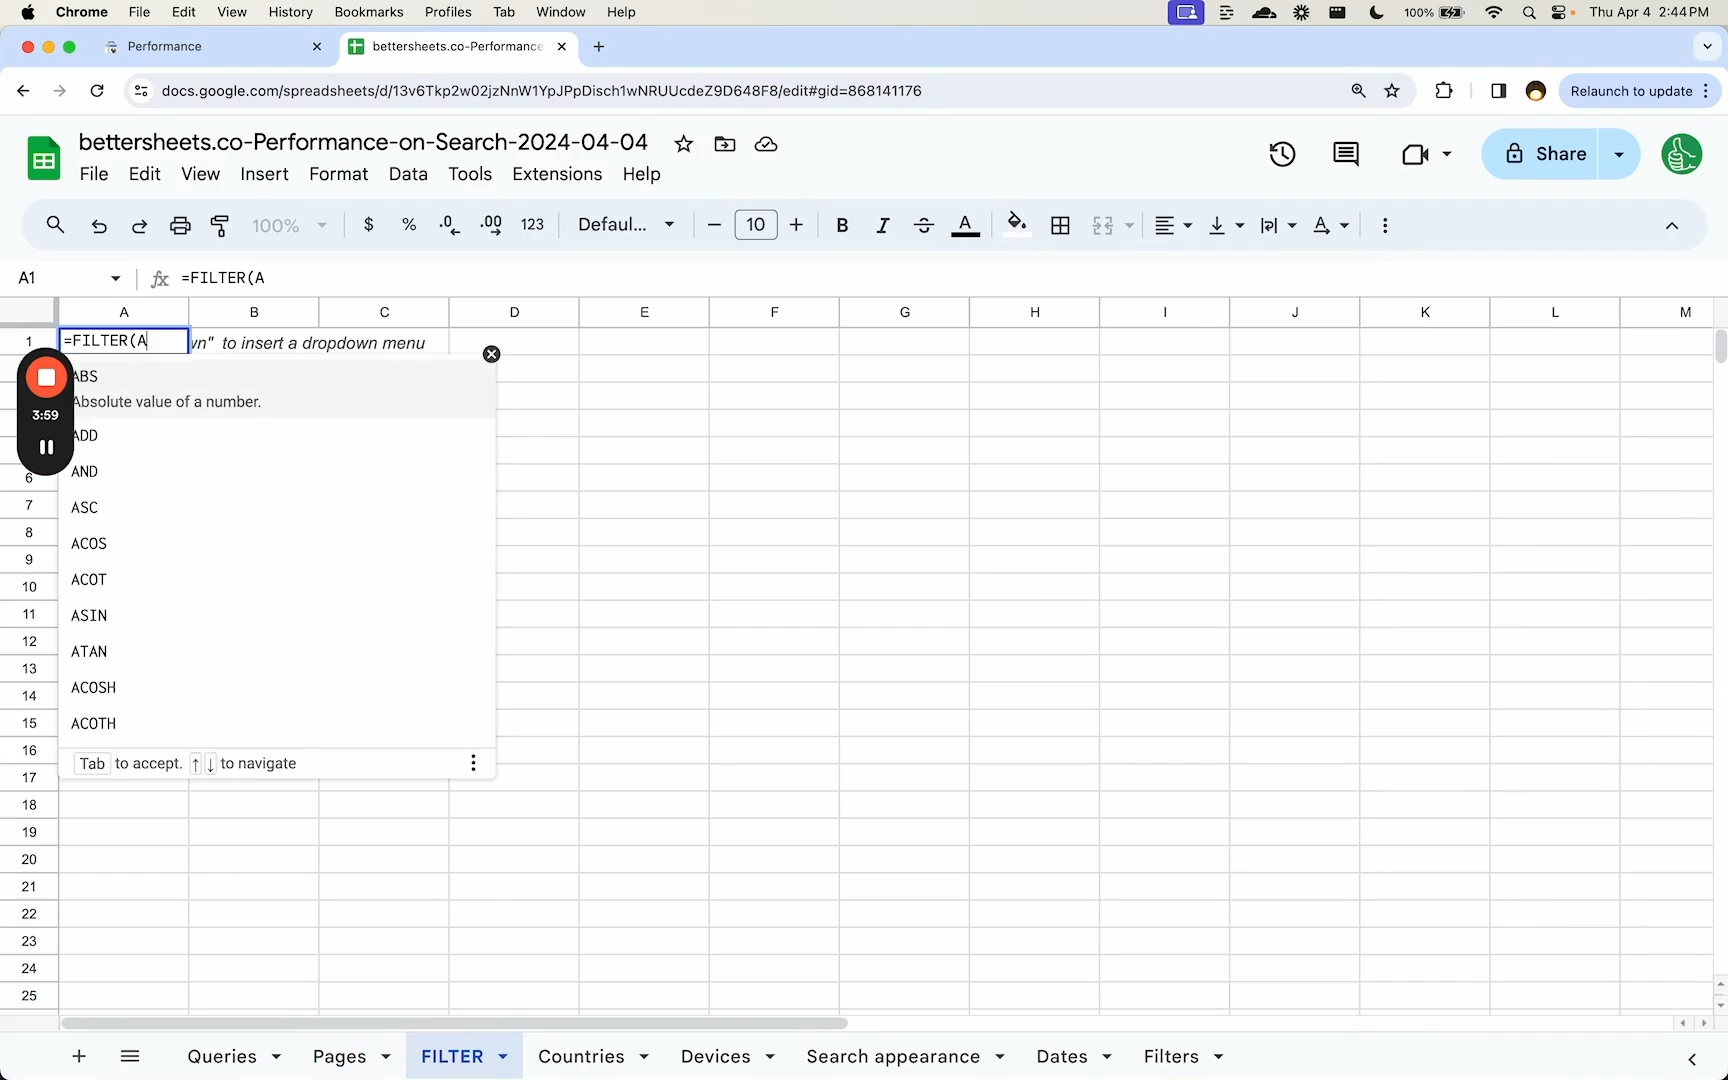 Chrome File Edit View History Bookmarks Profiles Tab Window Help 100% Thu Apr 4 2:44 PM
Performance bettersheets.co-Performance
docs.google.com/spreadsheets/d/13v6Tkp2w02jzNnW1YpJPpDisch1wNRUUcdeZ9D648F8/edit#gid=868141176 Relaunch to update
bettersheets.co-Performance-on-Search-2024-04-04
Share
File Edit View Insert Format Data Tools Extensions Help
100% $ % .0 .00 123 Defaul... 10 B I S A
A1 fx =FILTER(A
A B C D E F G H I J K L M
1 =FILTER(A wn" to insert a dropdown menu
ABS
Absolute value of a number.
3:59
ADD
AND
6
7
ASC
8
ACOS
9
ACOT
10
ASIN
11
12
ATAN
13
ACOSH
14
ACOTH
15
16
Tab to accept. ↑ ↓ to navigate
17
18
19
20
21
22
23
24
25
Queries Pages FILTER Countries Devices Search appearance Dates Filters